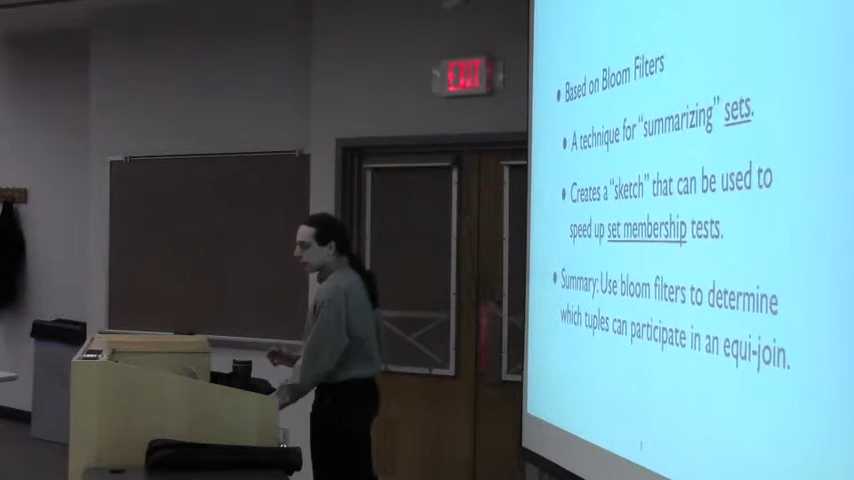 EXIT
• Based on Bloom Filters
• A technique for "summarizing" sets.
• Creates a "sketch" that can be used to
speed up set membership tests.
• Summary: Use bloom filters to determine
which tuples can participate in an equi-join.